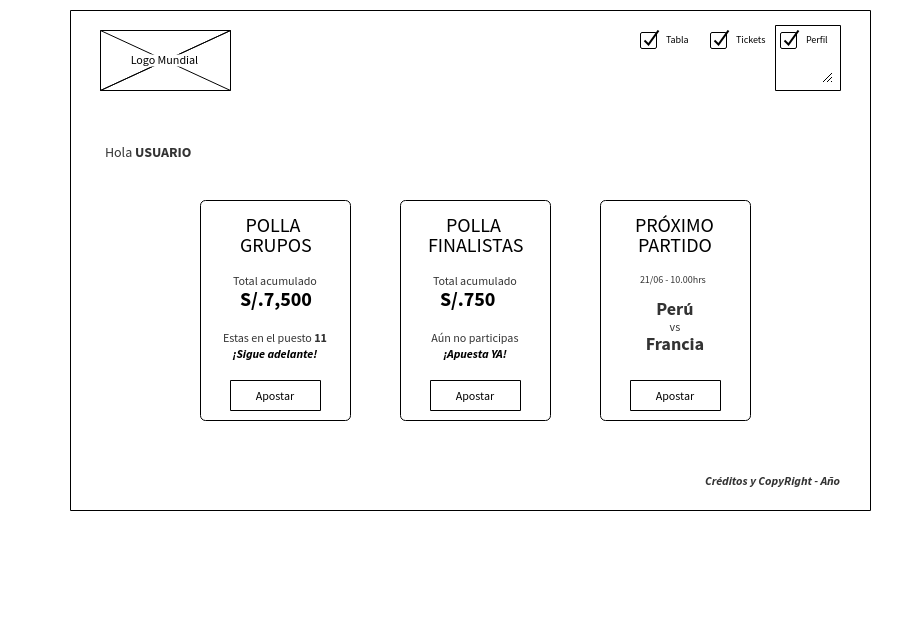 Logo Mundial
Tabla
Tickets
Perfil
Hola USUARIO
POLLA
GRUPOS
Total acumulado
S/.7,500
Estas en el puesto 11
¡Sigue adelante!
Apostar
POLLA
FINALISTAS
Total acumulado
S/.750
Aún no participas
¡Apuesta YA!
Apostar
PRÓXIMO
PARTIDO
21/06 - 10.00hrs
Perú
vs
Francia
Apostar
Créditos y CopyRight - Año